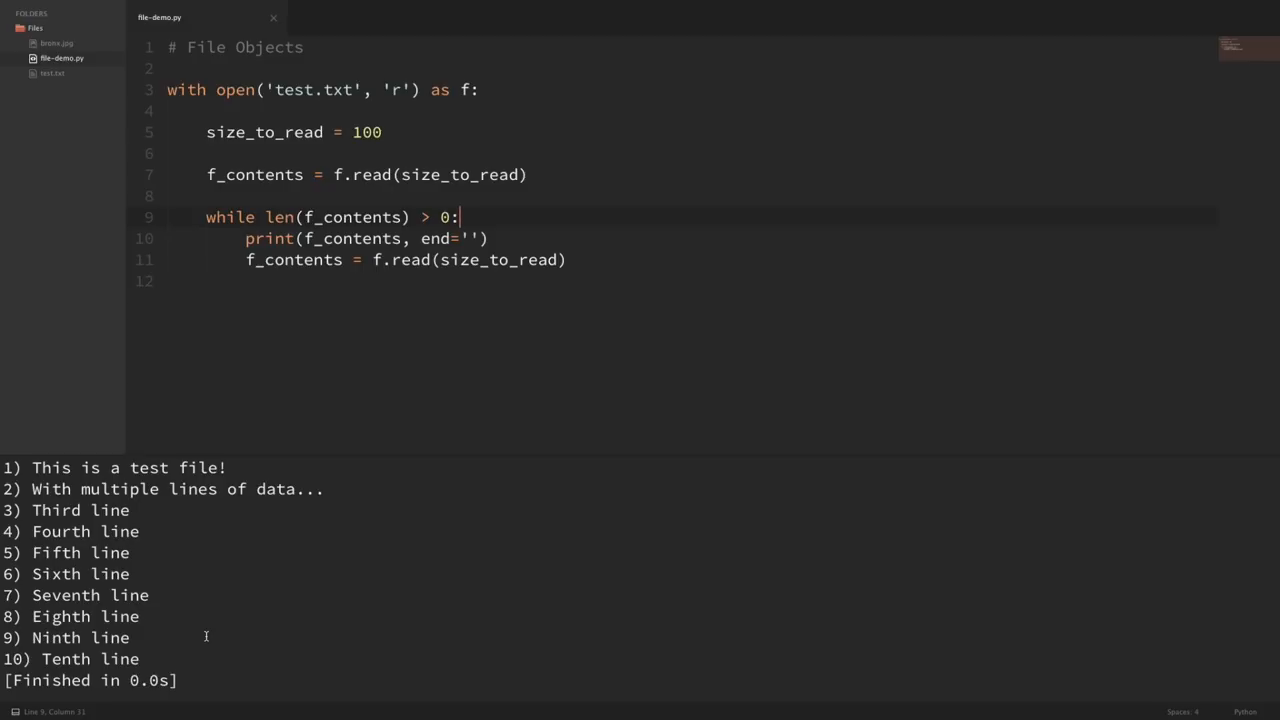 FOLDERS
Files
bronx.jpg
file-demo.py
test.txt
file-demo.py
1 # File Objects
2
3 with open('test.txt', 'r') as f:
4
5     size_to_read = 100
6
7     f_contents = f.read(size_to_read)
8
9     while len(f_contents) > 0:
10         print(f_contents, end='')
11         f_contents = f.read(size_to_read)
12
1) This is a test file!
2) With multiple lines of data...
3) Third line
4) Fourth line
5) Fifth line
6) Sixth line
7) Seventh line
8) Eighth line
9) Ninth line
10) Tenth line
[Finished in 0.0s]
Line 9, Column 31
Spaces: 4
Python